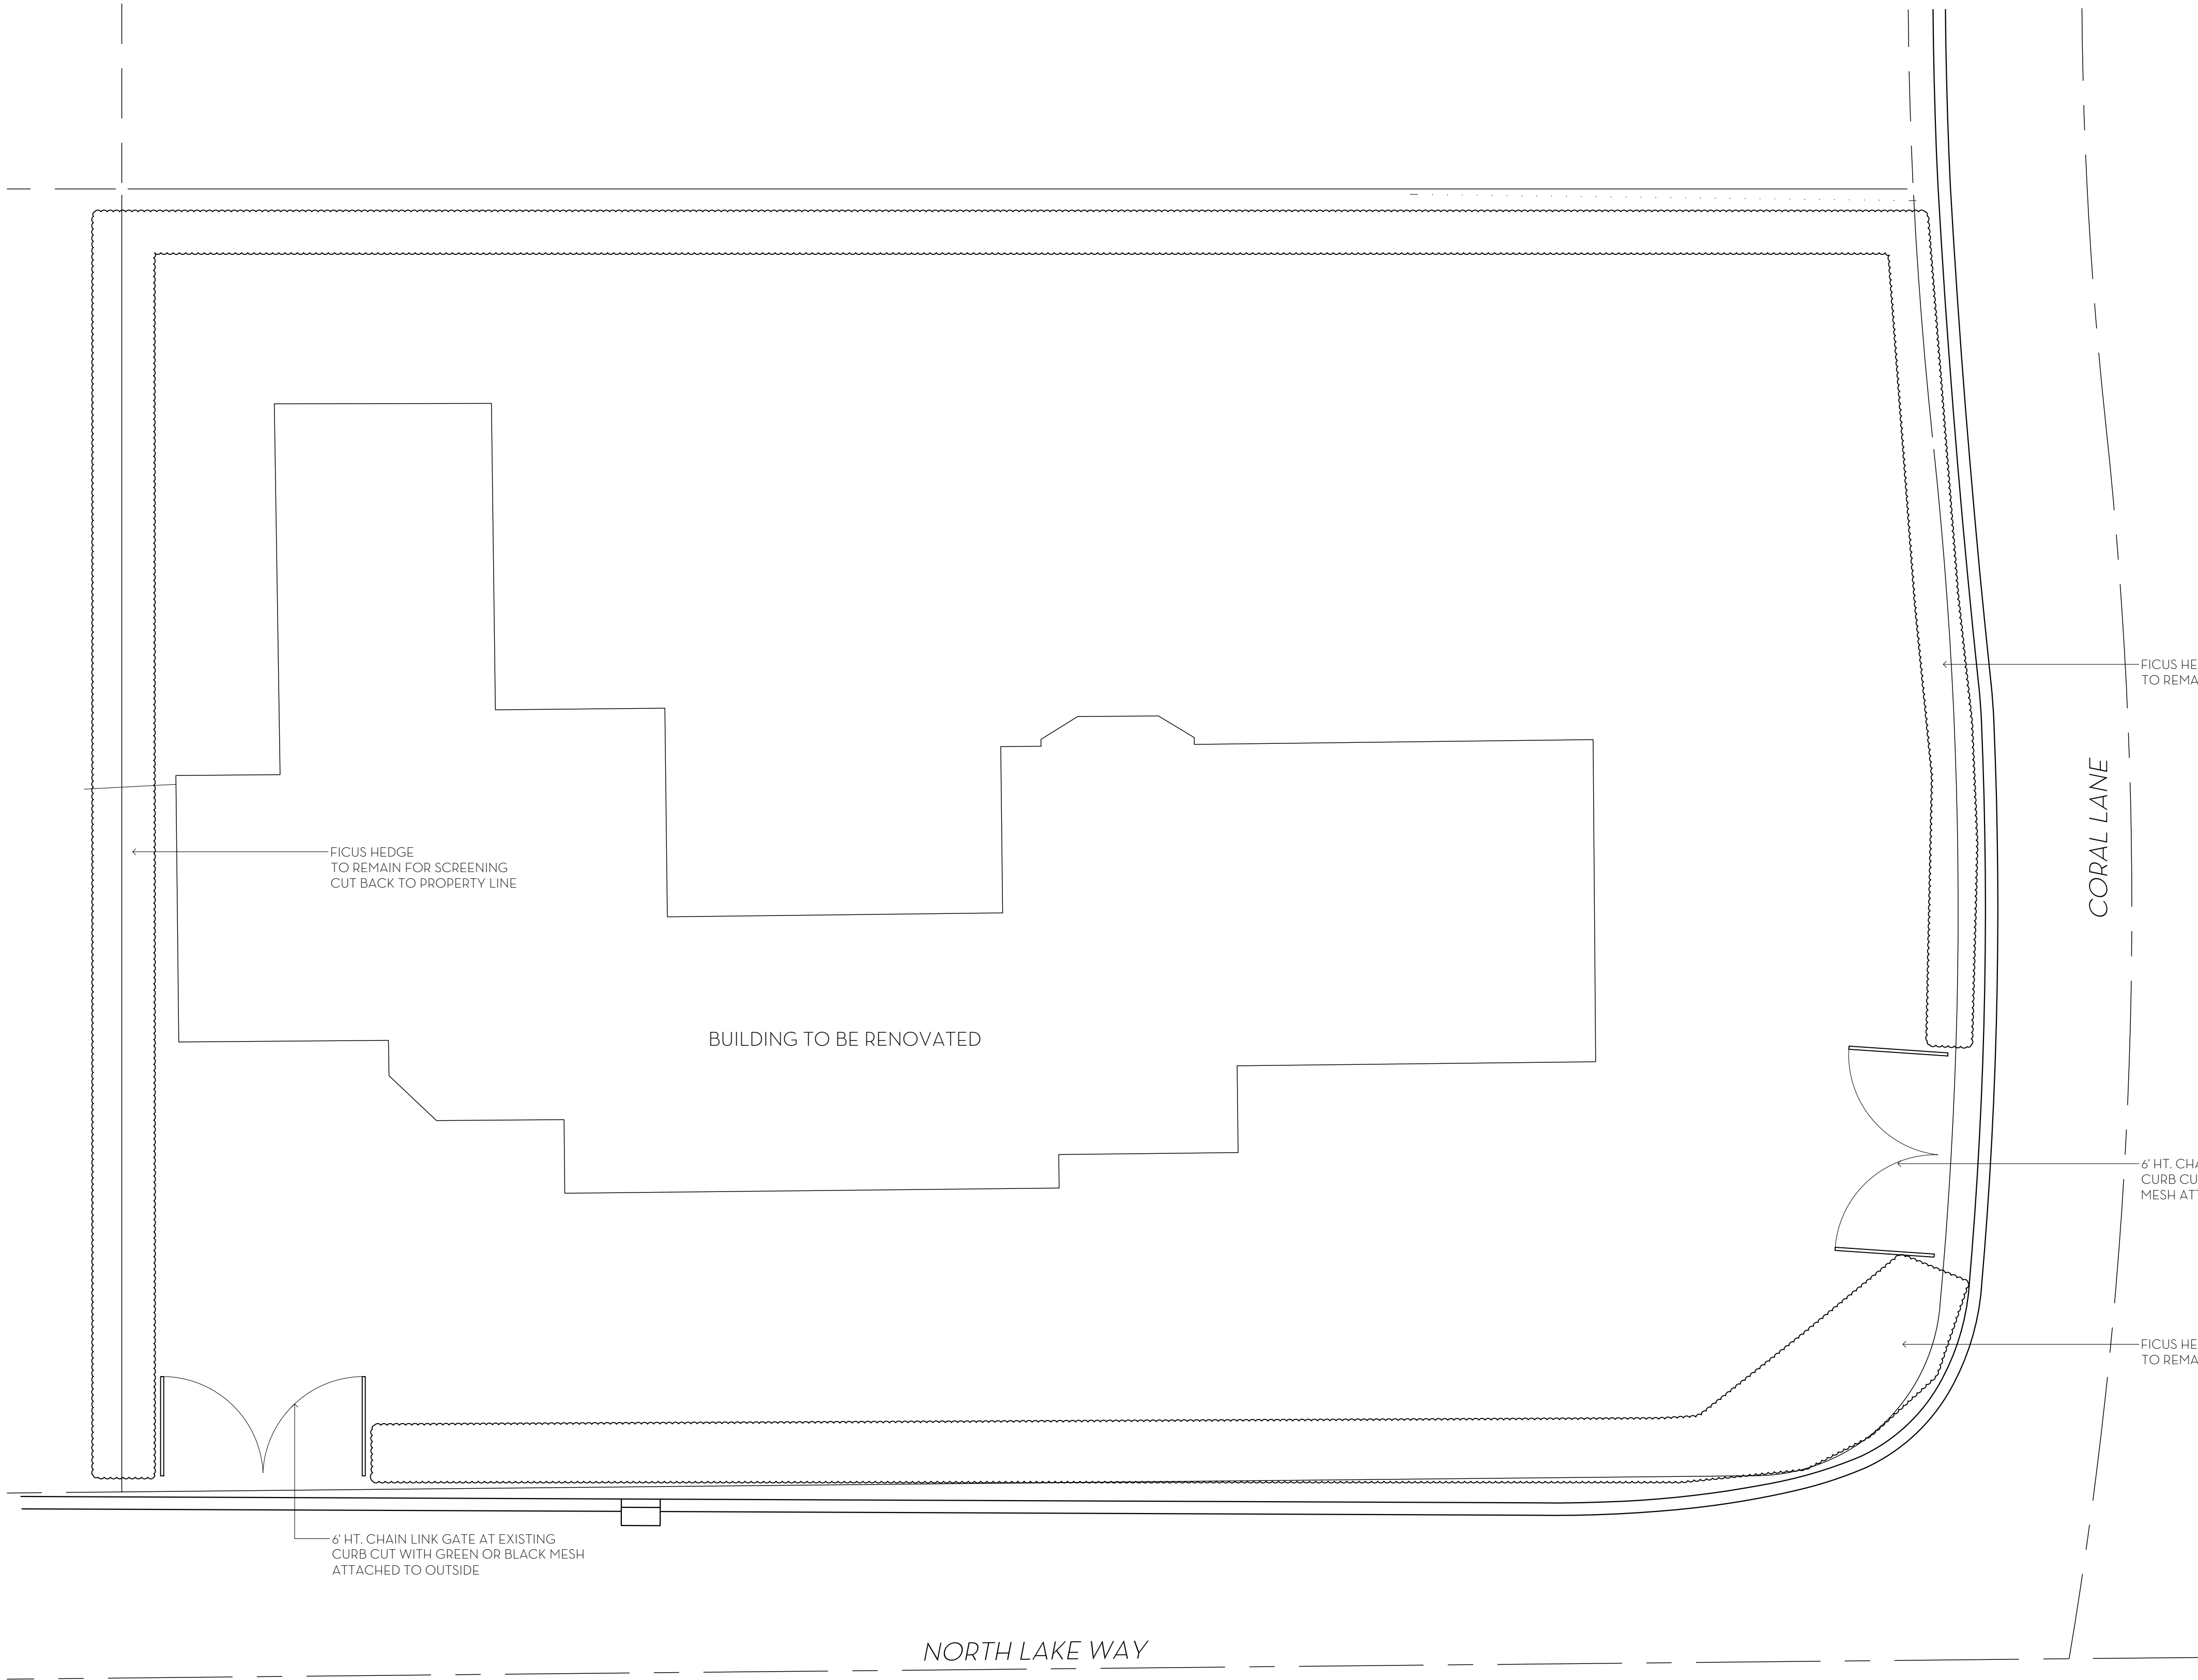 FICUS HE
TO REMA
CORAL LANE
FICUS HEDGE
TO REMAIN FOR SCREENING
CUT BACK TO PROPERTY LINE
BUILDING TO BE RENOVATED
6' HT. CHA
CURB CU
MESH AT
FICUS HE
TO REMA
6' HT. CHAIN LINK GATE AT EXISTING
CURB CUT WITH GREEN OR BLACK MESH
ATTACHED TO OUTSIDE
NORTH LAKE WAY